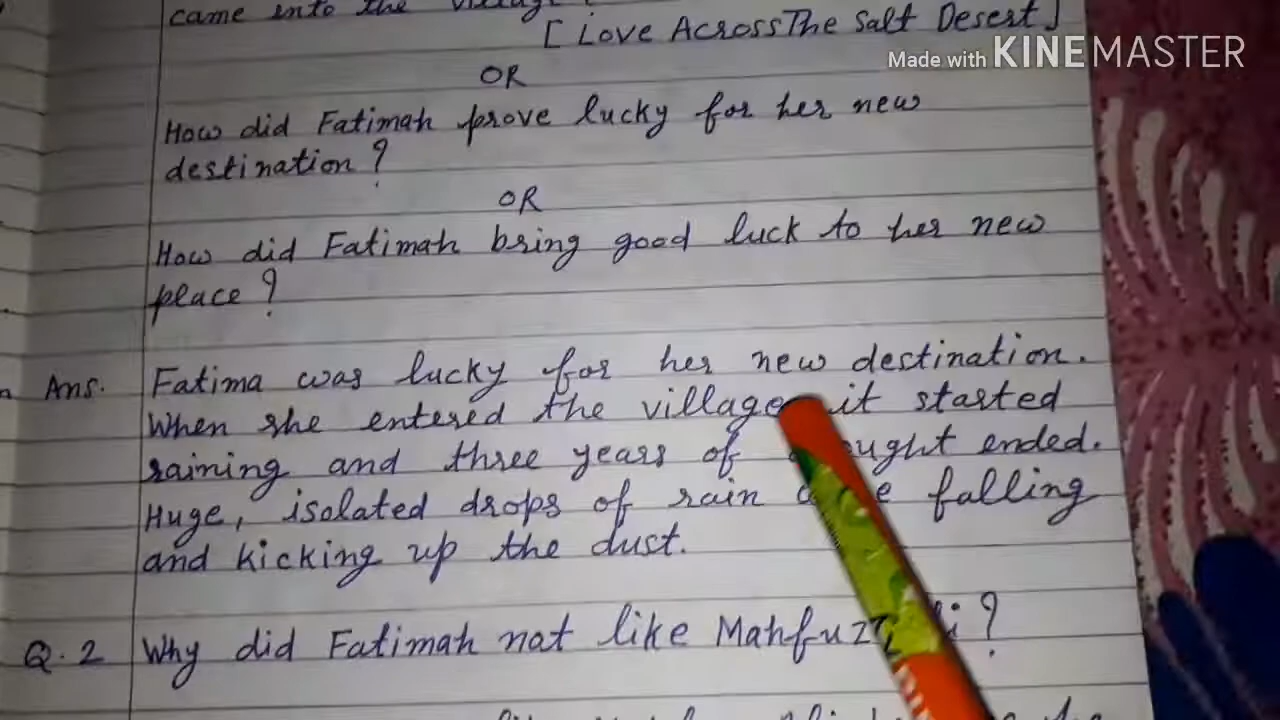 came into the village
[Love Across The Salt Desert]
Made with KINEMASTER
OR
How did Fatimah prove lucky for her new
destination?
OR
How did Fatimah bring good luck to her new
place?
Ans. Fatima was lucky for her new destination.
When she entered the village it started
raining and three years of ought ended.
Huge, isolated drops of rain e falling
and kicking up the dust.
Q.2 Why did Fatimah not like Mahfuz i?